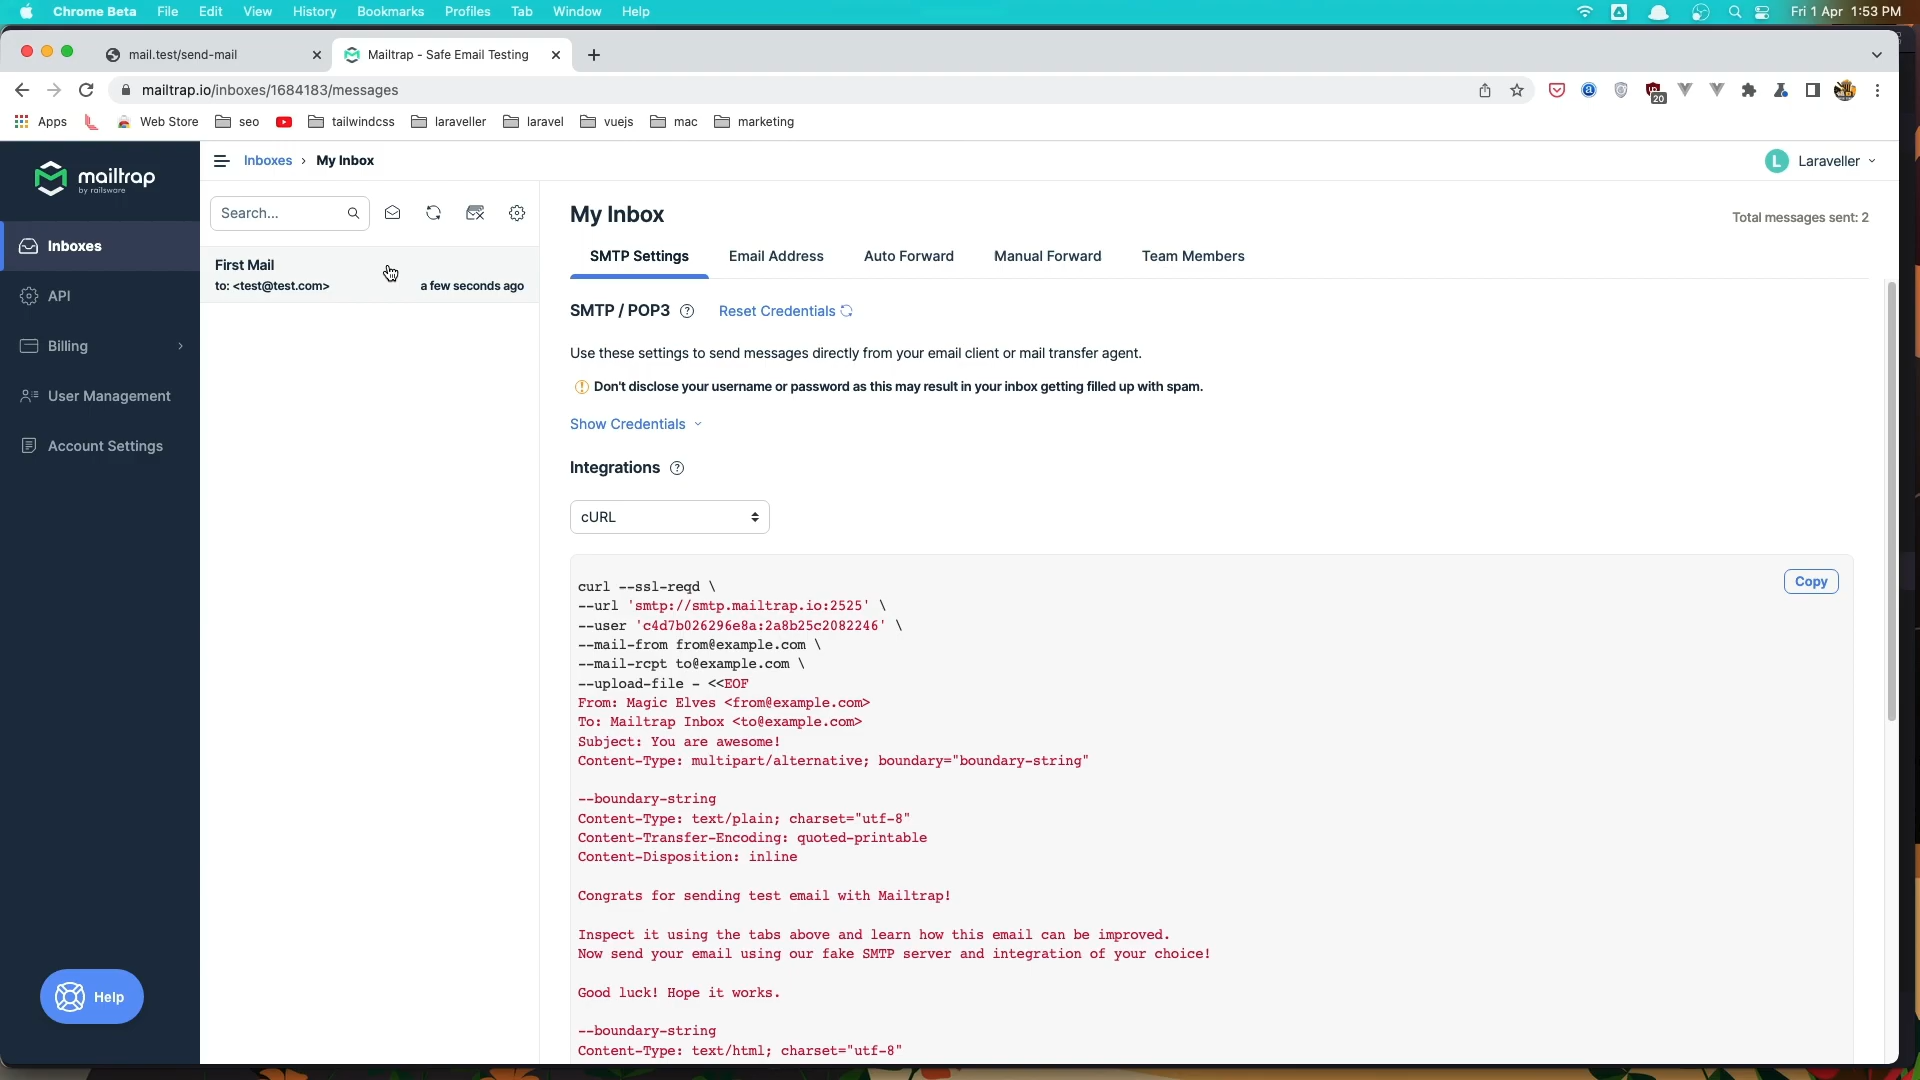 Chrome Beta File Edit View History Bookmarks Profiles Tab Window Help Fri 1 Apr 1:53 PM
mail.test/send-mail Mailtrap - Safe Email Testing
mailtrap.io/inboxes/1684183/messages 20
Apps Web Store seo tailwindcss laraveller laravel vuejs mac marketing
mailtrap
by railsware
Inboxes
API
Billing
User Management
Account Settings
Help
Inboxes › My Inbox
L Laraveller
Search...
First Mail
to: <test@test.com> a few seconds ago
My Inbox
Total messages sent: 2
SMTP Settings Email Address Auto Forward Manual Forward Team Members
SMTP / POP3 ? Reset Credentials
Use these settings to send messages directly from your email client or mail transfer agent.
! Don't disclose your username or password as this may result in your inbox getting filled up with spam.
Show Credentials
Integrations ?
cURL
Copy
curl --ssl-reqd \
--url 'smtp://smtp.mailtrap.io:2525' \
--user 'c4d7b026296e8a:2a8b25c2082246' \
--mail-from from@example.com \
--mail-rcpt to@example.com \
--upload-file - <<EOF
From: Magic Elves <from@example.com>
To: Mailtrap Inbox <to@example.com>
Subject: You are awesome!
Content-Type: multipart/alternative; boundary="boundary-string"
--boundary-string
Content-Type: text/plain; charset="utf-8"
Content-Transfer-Encoding: quoted-printable
Content-Disposition: inline
Congrats for sending test email with Mailtrap!
Inspect it using the tabs above and learn how this email can be improved.
Now send your email using our fake SMTP server and integration of your choice!
Good luck! Hope it works.
--boundary-string
Content-Type: text/html; charset="utf-8"